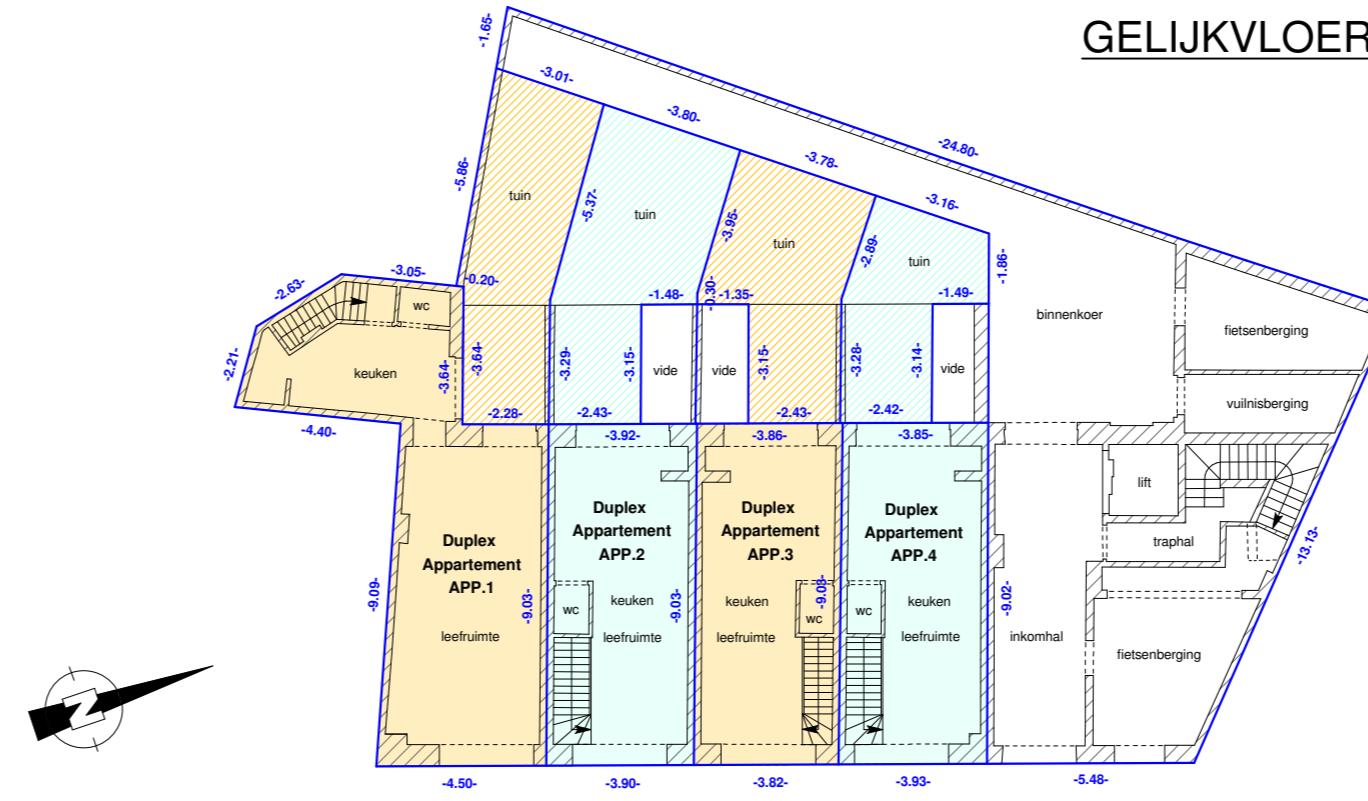 GELIJKVLOER
-1.65-
-3.01-
-3.80-
-24.80-
-3.78-
-5.86-
tuin
-5.37-
tuin
-3.95-
tuin
-2.89-
-3.16-
tuin
-1.86-
-3.05-
-0.20-
-2.63-
wc
-1.48-
-0.30-
-1.35-
-1.49-
binnenkoer
fietsenberging
-2.21-
keuken
-3.64-
-3.64-
-3.29-
-3.15-
vide
vide
-3.15-
-3.28-
-3.14-
vide
vuilnisberging
-4.40-
-2.28-
-2.43-
-2.43-
-2.42-
-3.92-
-3.86-
-3.85-
lift
Duplex
Appartement
APP.1
Duplex
Appartement
APP.2
Duplex
Appartement
APP.3
Duplex
Appartement
APP.4
traphal
-13.13-
-9.09-
leefruimte
-9.03-
wc
keuken
leefruimte
-9.03-
keuken
leefruimte
wc
-9.03-
wc
keuken
leefruimte
-9.02-
inkomhal
fietsenberging
N
-4.50-
-3.90-
-3.82-
-3.93-
-5.48-